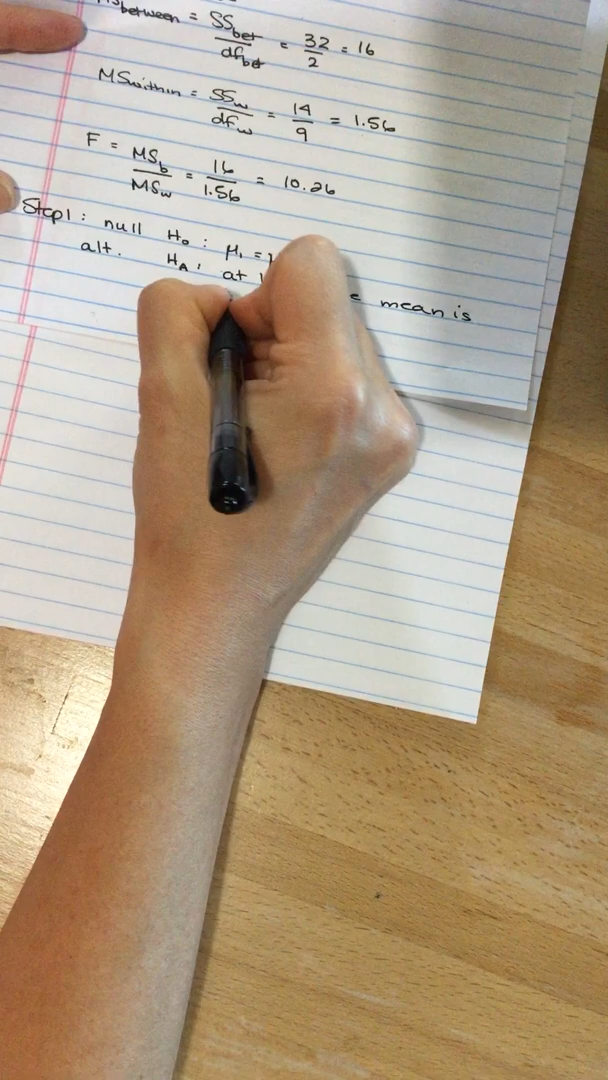 MSbetween = SSbet/dfbet = 32/2 = 16
MSwithin = SSw/dfw = 14/9 = 1.56
F = MSb/MSw = 16/1.56 = 10.26
Step1: null H0: μ1 =
alt. HA: at mean is